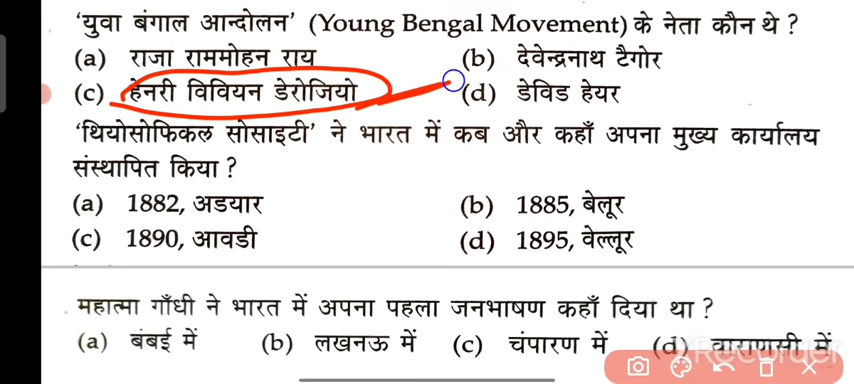 'युवा बंगाल आन्दोलन' (Young Bengal Movement) के नेता कौन थे ?
(a) राजा राममोहन राय (b) देवेन्द्रनाथ टैगोर
(c) हेनरी विवियन डेरोजियो (d) डेविड हेयर
'थियोसोफिकल सोसाइटी' ने भारत में कब और कहाँ अपना मुख्य कार्यालय
संस्थापित किया ?
(a) 1882, अडयार (b) 1885, बेलूर
(c) 1890, आवडी (d) 1895, वेल्लूर
महात्मा गाँधी ने भारत में अपना पहला जनभाषण कहाँ दिया था ?
(a) बंबई में (b) लखनऊ में (c) चंपारण में (d) वाराणसी में